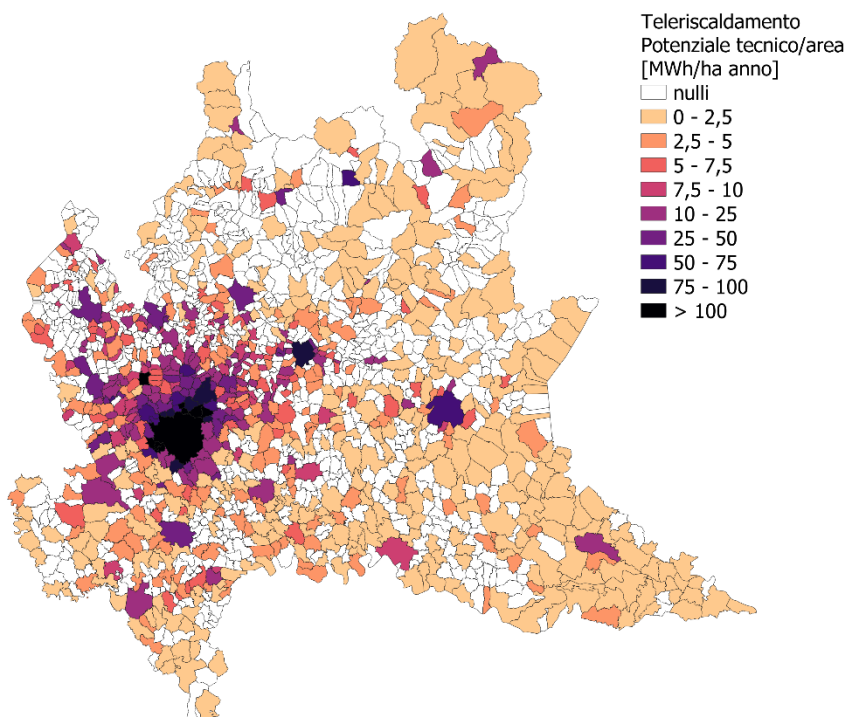 Teleriscaldamento
Potenziale tecnico/area
[MWh/ha anno]
nulli
0 - 2,5
2,5 - 5
5 - 7,5
7,5 - 10
10 - 25
25 - 50
50 - 75
75 - 100
> 100